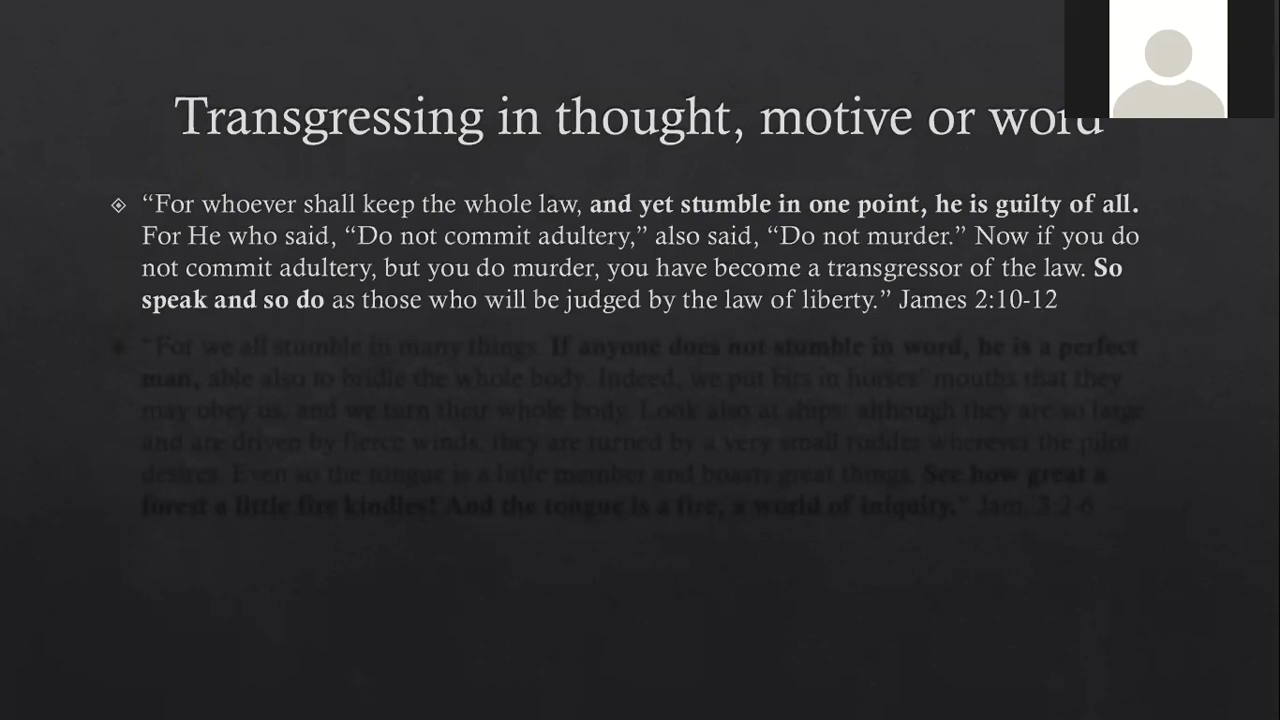 Transgressing in thought, motive or word
“For whoever shall keep the whole law, and yet stumble in one point, he is guilty of all.
For He who said, “Do not commit adultery,” also said, “Do not murder.” Now if you do
not commit adultery, but you do murder, you have become a transgressor of the law. So
speak and so do as those who will be judged by the law of liberty.” James 2:10-12
“For we all stumble in many things. If anyone does not stumble in word, he is a perfect
man, able also to bridle the whole body. Indeed, we put bits in horses’ mouths that they
may obey us, and we turn their whole body. Look also at ships: although they are so large
and are driven by fierce winds, they are turned by a very small rudder wherever the pilot
desires. Even so the tongue is a little member and boasts great things. See how great a
forest a little fire kindles! And the tongue is a fire, a world of iniquity.” Jam. 3:2-6